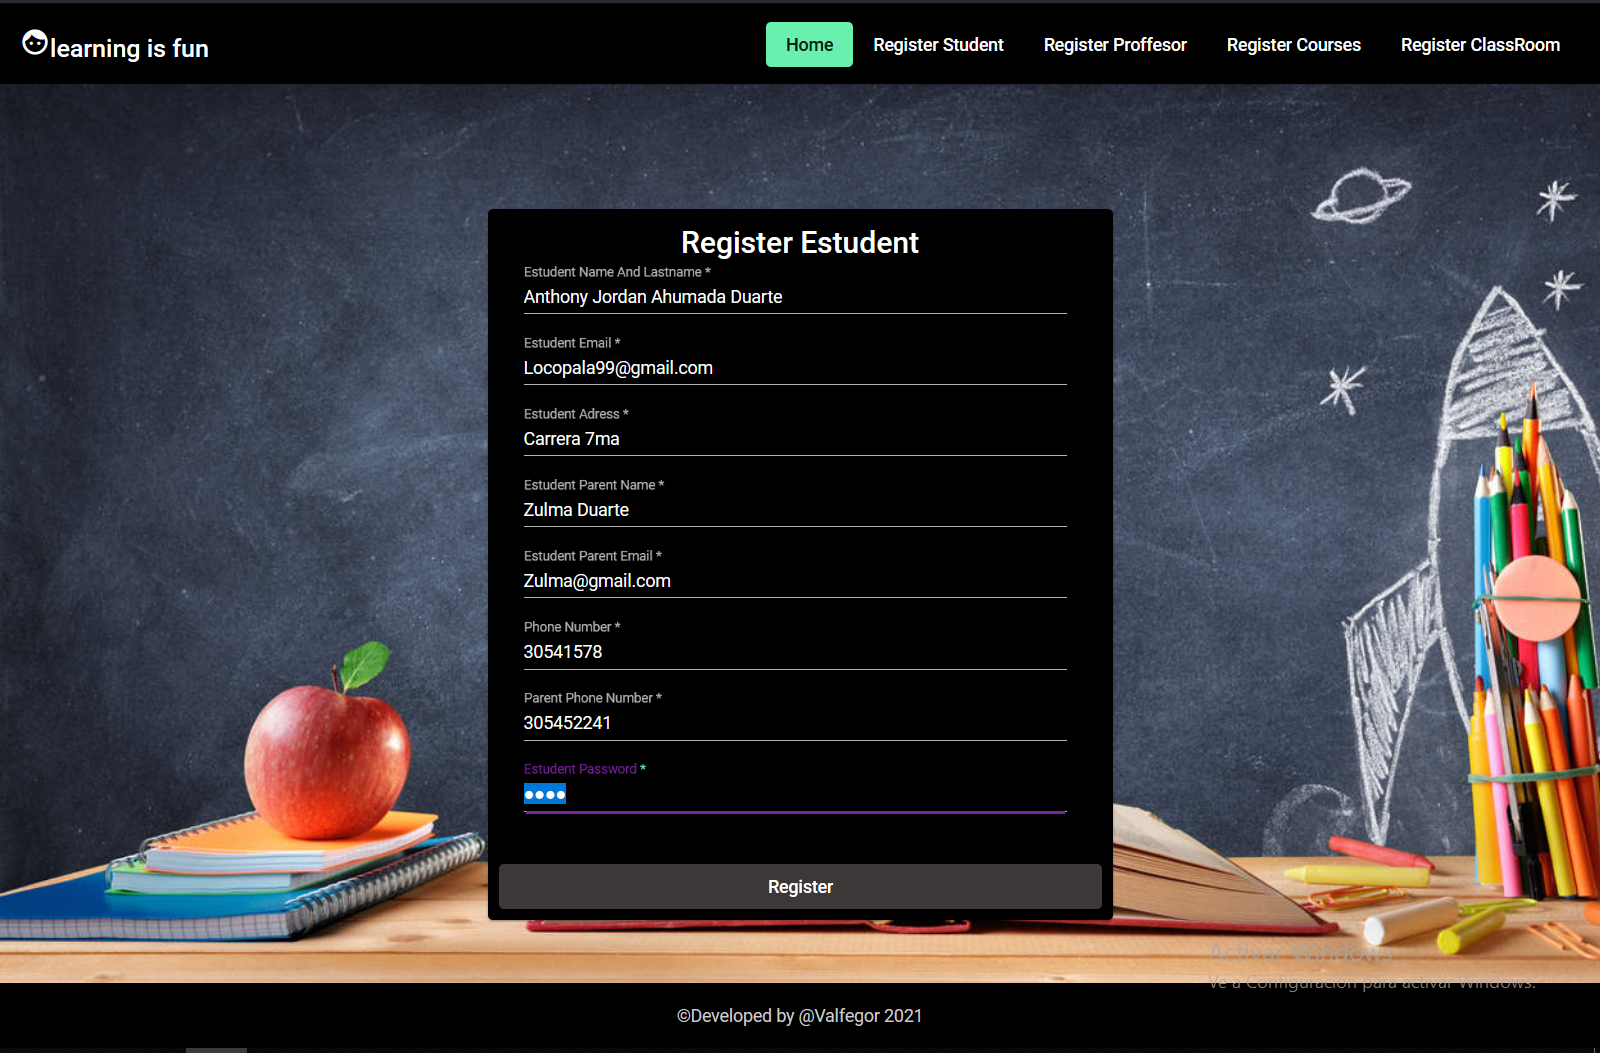 learning is fun
Home Register Student Register Proffesor Register Courses Register ClassRoom
Register Estudent
Estudent Name And Lastname *
Anthony Jordan Ahumada Duarte
Estudent Email *
Locopala99@gmail.com
Estudent Adress *
Carrera 7ma
Estudent Parent Name *
Zulma Duarte
Estudent Parent Email *
Zulma@gmail.com
Phone Number *
30541578
Parent Phone Number *
305452241
Estudent Password *
••••
Register
Activar Windows
Ve a Configuración para activar Windows.
©Developed by @Valfegor 2021